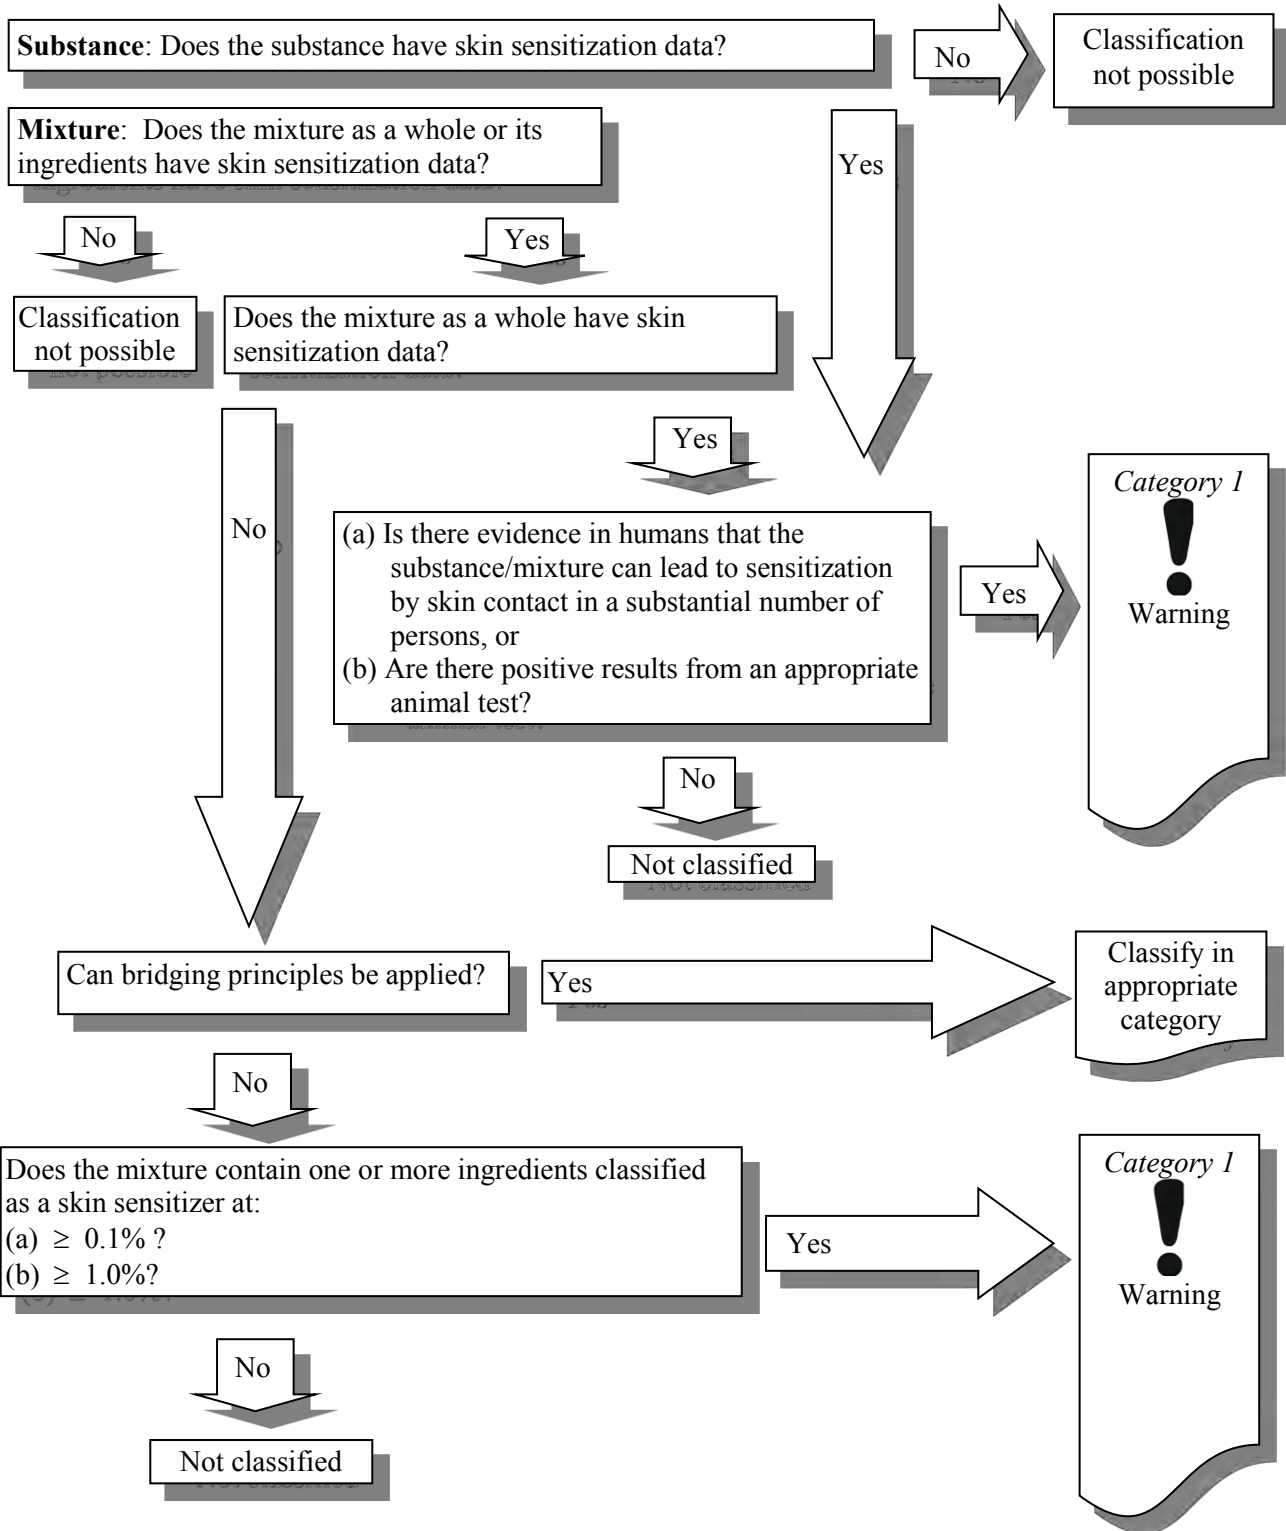 Substance: Does the substance have skin sensitization data?
No
Classification
not possible
Mixture: Does the mixture as a whole or its
ingredients have skin sensitization data?
Yes
No
Yes
Classification
not possible
Does the mixture as a whole have skin
sensitization data?
Yes
No
(a) Is there evidence in humans that the
substance/mixture can lead to sensitization
by skin contact in a substantial number of
persons, or
(b) Are there positive results from an appropriate
animal test?
Yes
Category 1
Warning
No
Not classified
Can bridging principles be applied?
Yes
Classify in
appropriate
category
No
Does the mixture contain one or more ingredients classified
as a skin sensitizer at:
(a) ≥ 0.1% ?
(b) ≥ 1.0%?
Yes
Category 1
Warning
No
Not classified